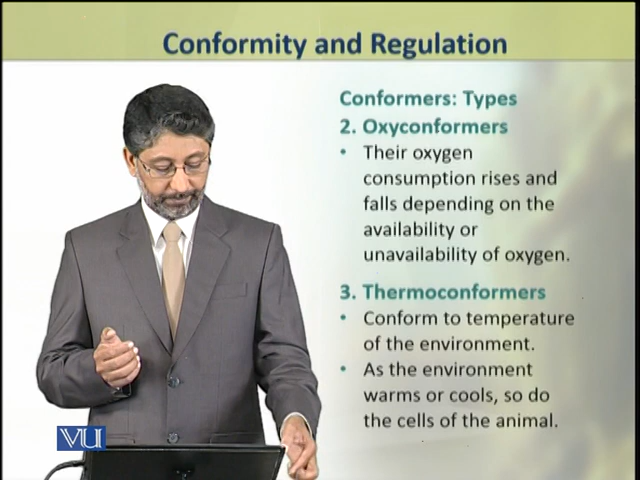 Conformity and Regulation
Conformers: Types
2. Oxyconformers
• Their oxygen
consumption rises and
falls depending on the
availability or
unavailability of oxygen.
3. Thermoconformers
• Conform to temperature
of the environment.
• As the environment
warms or cools, so do
the cells of the animal.
VU